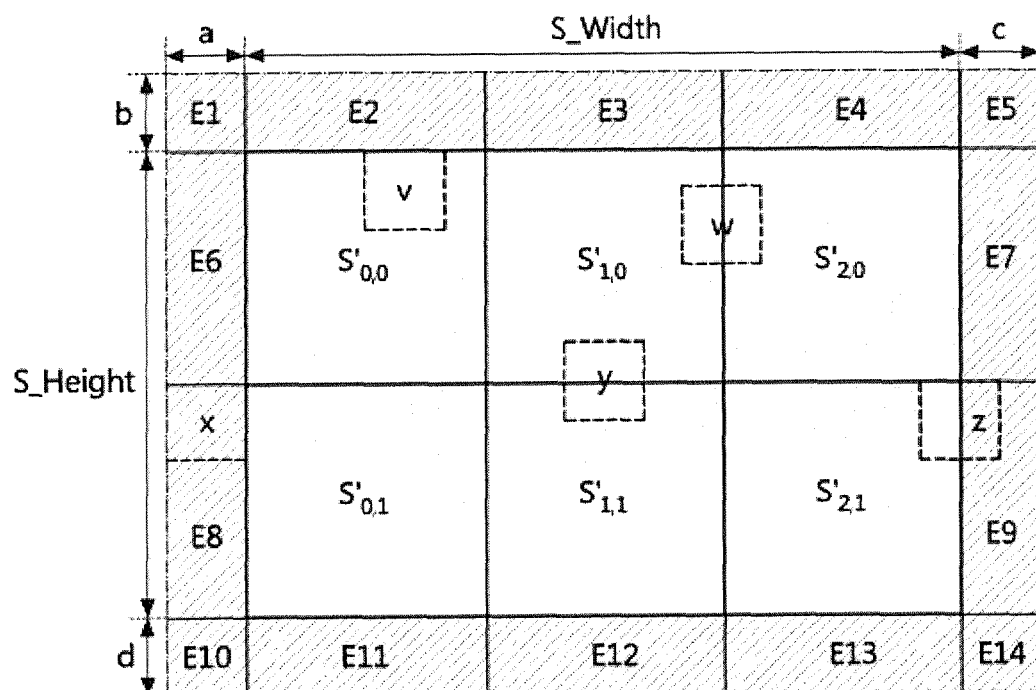 a S_Width c
b E1 E2 E3 E4 E5
v
w
E6 S'0,0 S'1,0 S'2,0 E7
S_Height y
x z
S'0,1 S'1,1 S'2,1
E8 E9
d E10 E11 E12 E13 E14